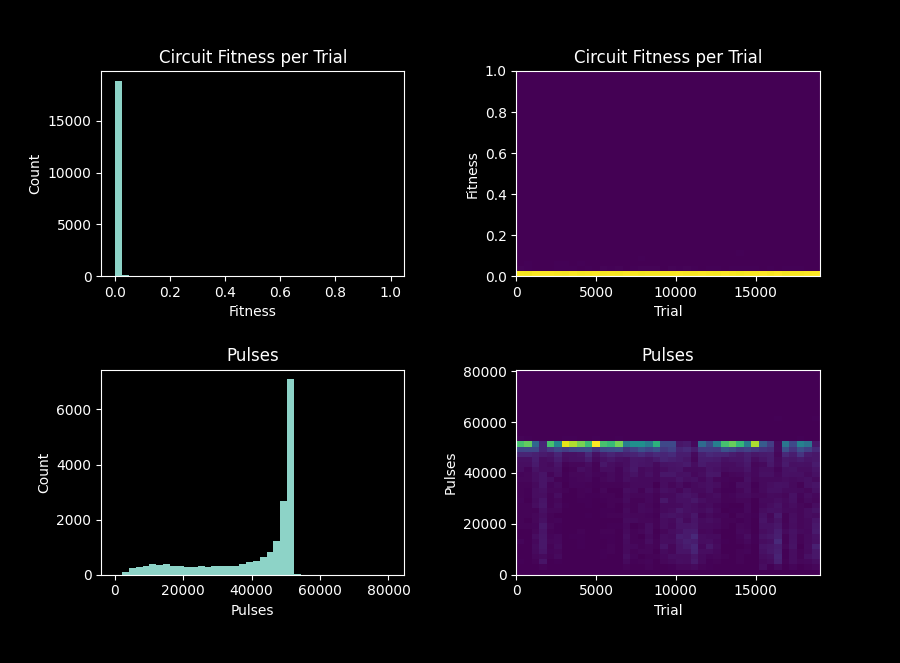 Circuit Fitness per Trial
15000
10000
5000
0
Count
0.0 0.2 0.4 0.6 0.8 1.0
Fitness
Circuit Fitness per Trial
1.0
0.8
0.6
0.4
0.2
0.0
Fitness
0 5000 10000 15000
Trial
Pulses
6000
4000
2000
0
Count
0 20000 40000 60000 80000
Pulses
Pulses
80000
60000
40000
20000
0
Pulses
0 5000 10000 15000
Trial